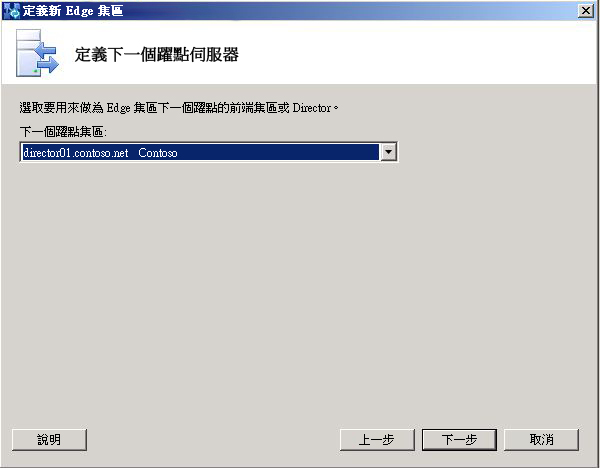 定義新 Edge 集區
定義下一個躍點伺服器
選取要用來做為 Edge 集區下一個躍點的前端集區或 Director。
下一個躍點集區:
director01.contoso.net Contoso
說明
上一步
下一步
取消